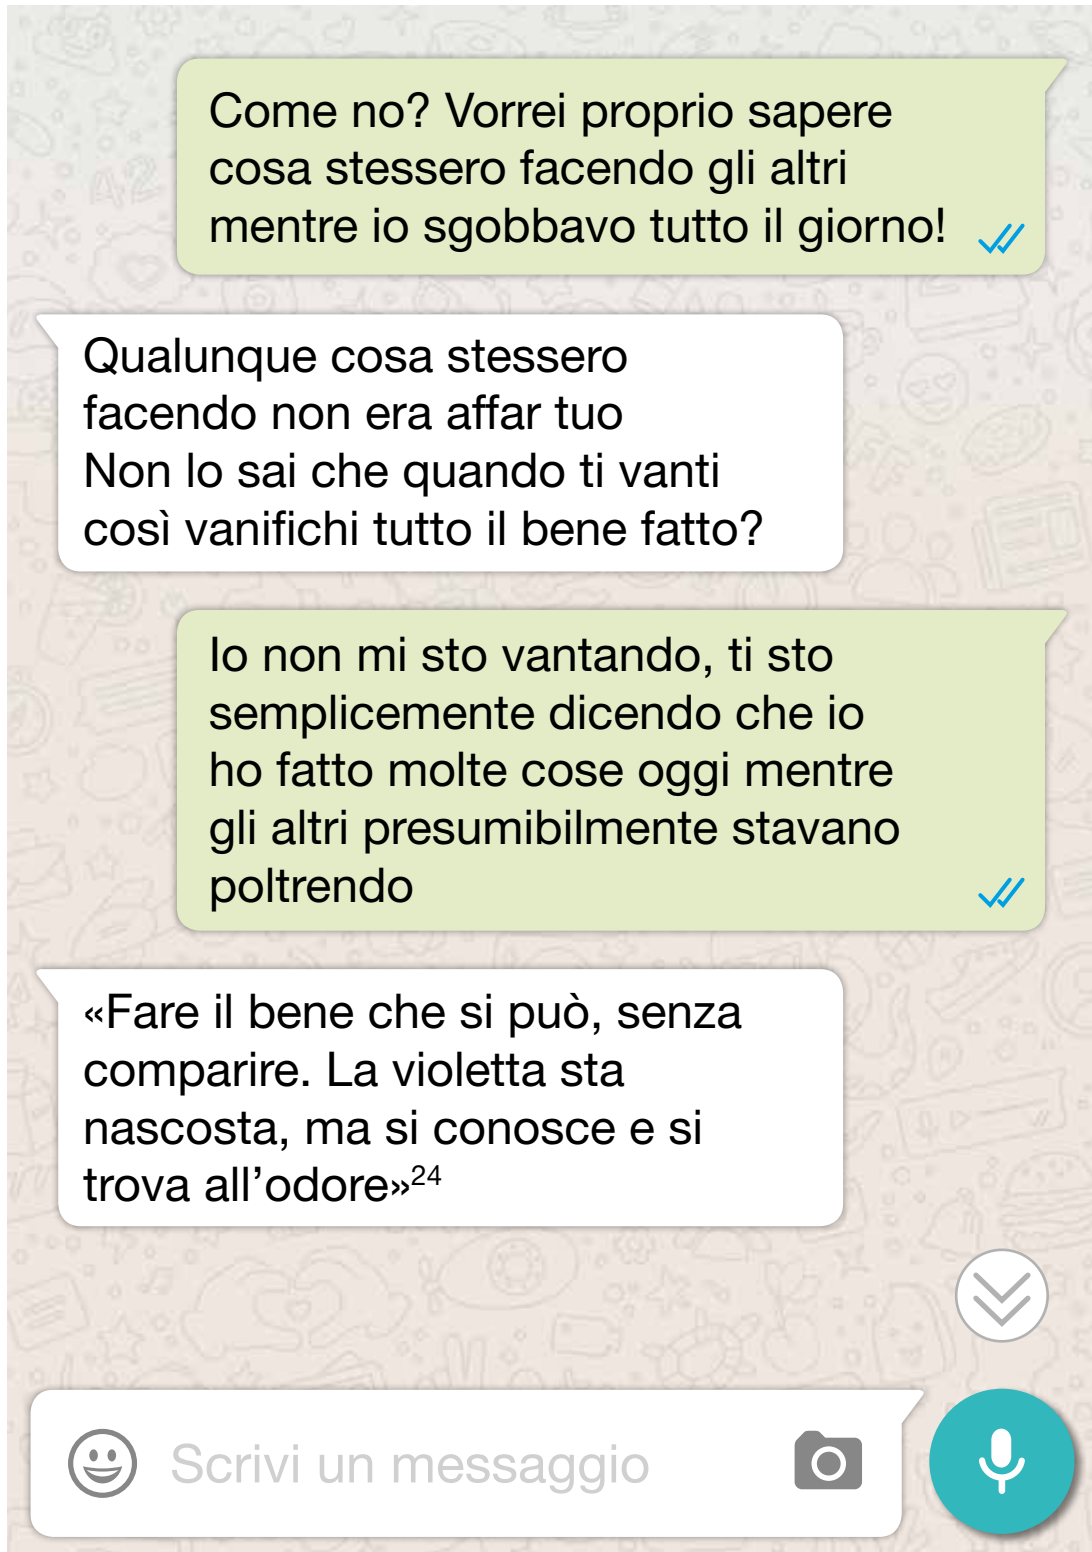 Come no? Vorrei proprio sapere
cosa stessero facendo gli altri
mentre io sgobbavo tutto il giorno!
Qualunque cosa stessero
facendo non era affar tuo
Non lo sai che quando ti vanti
così vanifichi tutto il bene fatto?
Io non mi sto vantando, ti sto
semplicemente dicendo che io
ho fatto molte cose oggi mentre
gli altri presumibilmente stavano
poltrendo
«Fare il bene che si può, senza
comparire. La violetta sta
nascosta, ma si conosce e si
trova all’odore»²⁴
Scrivi un messaggio